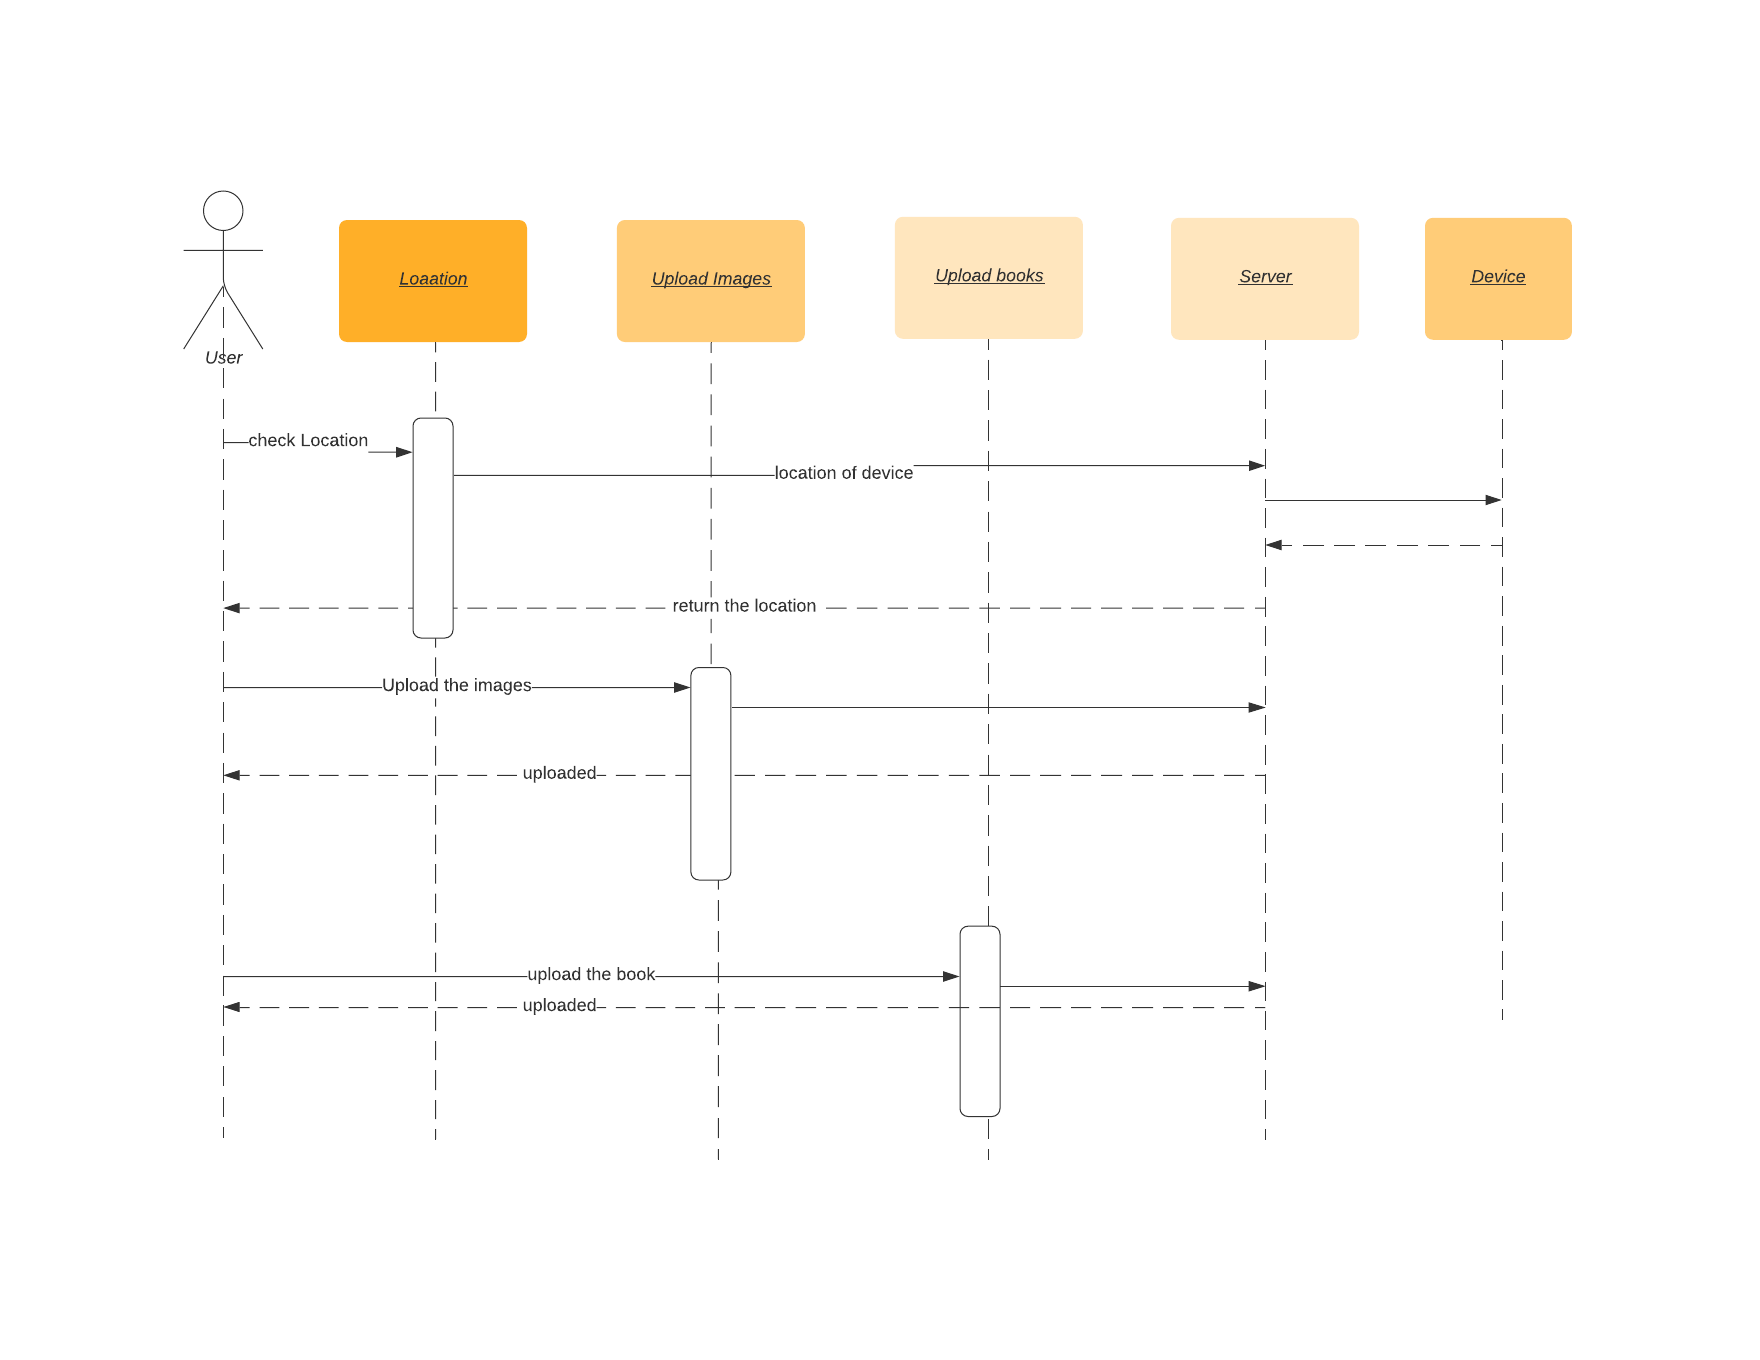 User
Loaation
Upload Images
Upload books
Server
Device
check Location
location of device
return the location
Upload the images
uploaded
upload the book
uploaded